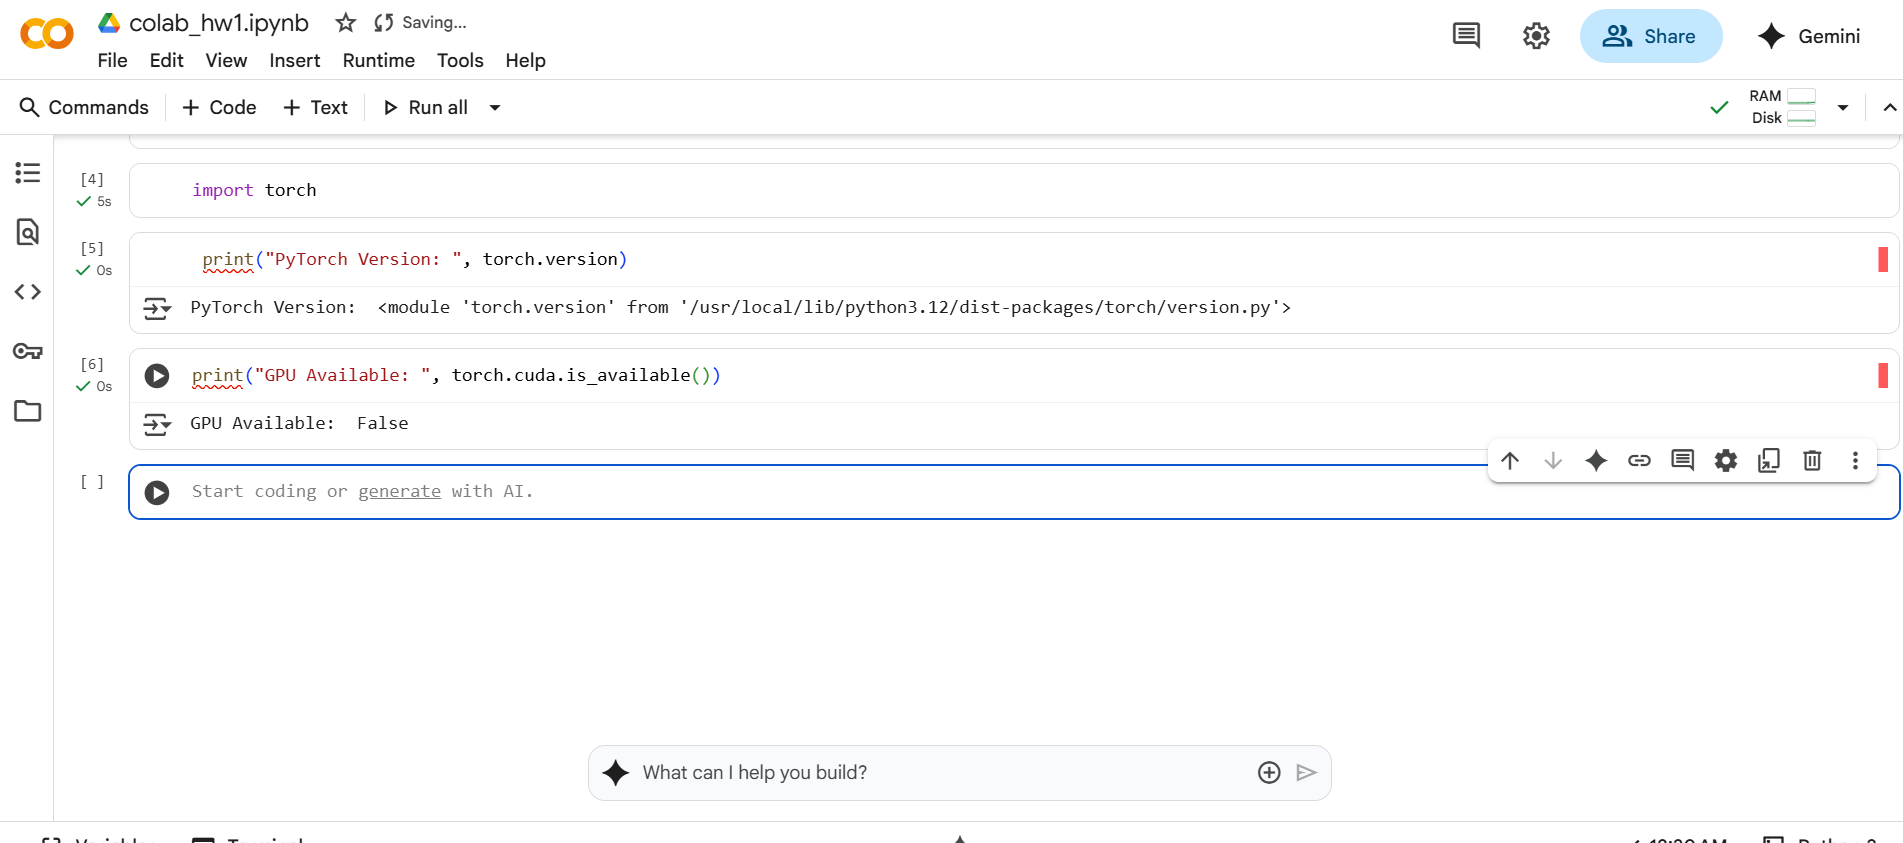 colab_hw1.ipynb Saving...
File Edit View Insert Runtime Tools Help
Share
Gemini
Commands + Code + Text Run all
RAM
Disk
[4]
5s
import torch
[5]
0s
print("PyTorch Version: ", torch.version)
PyTorch Version:  <module 'torch.version' from '/usr/local/lib/python3.12/dist-packages/torch/version.py'>
[6]
0s
print("GPU Available: ", torch.cuda.is_available())
GPU Available:  False
[ ]
Start coding or generate with AI.
What can I help you build?
Variables Terminal